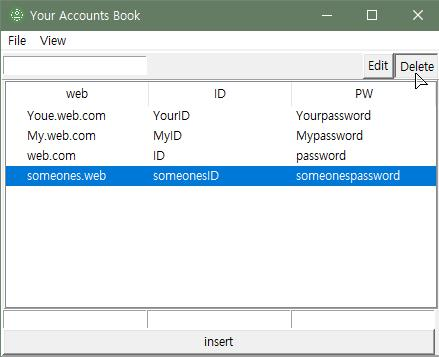 Your Accounts Book
File View
Edit Delete
web ID PW
Youe.web.com YourID Yourpassword
My.web.com MyID Mypassword
web.com ID password
someones.web someonesID someonespassword
insert